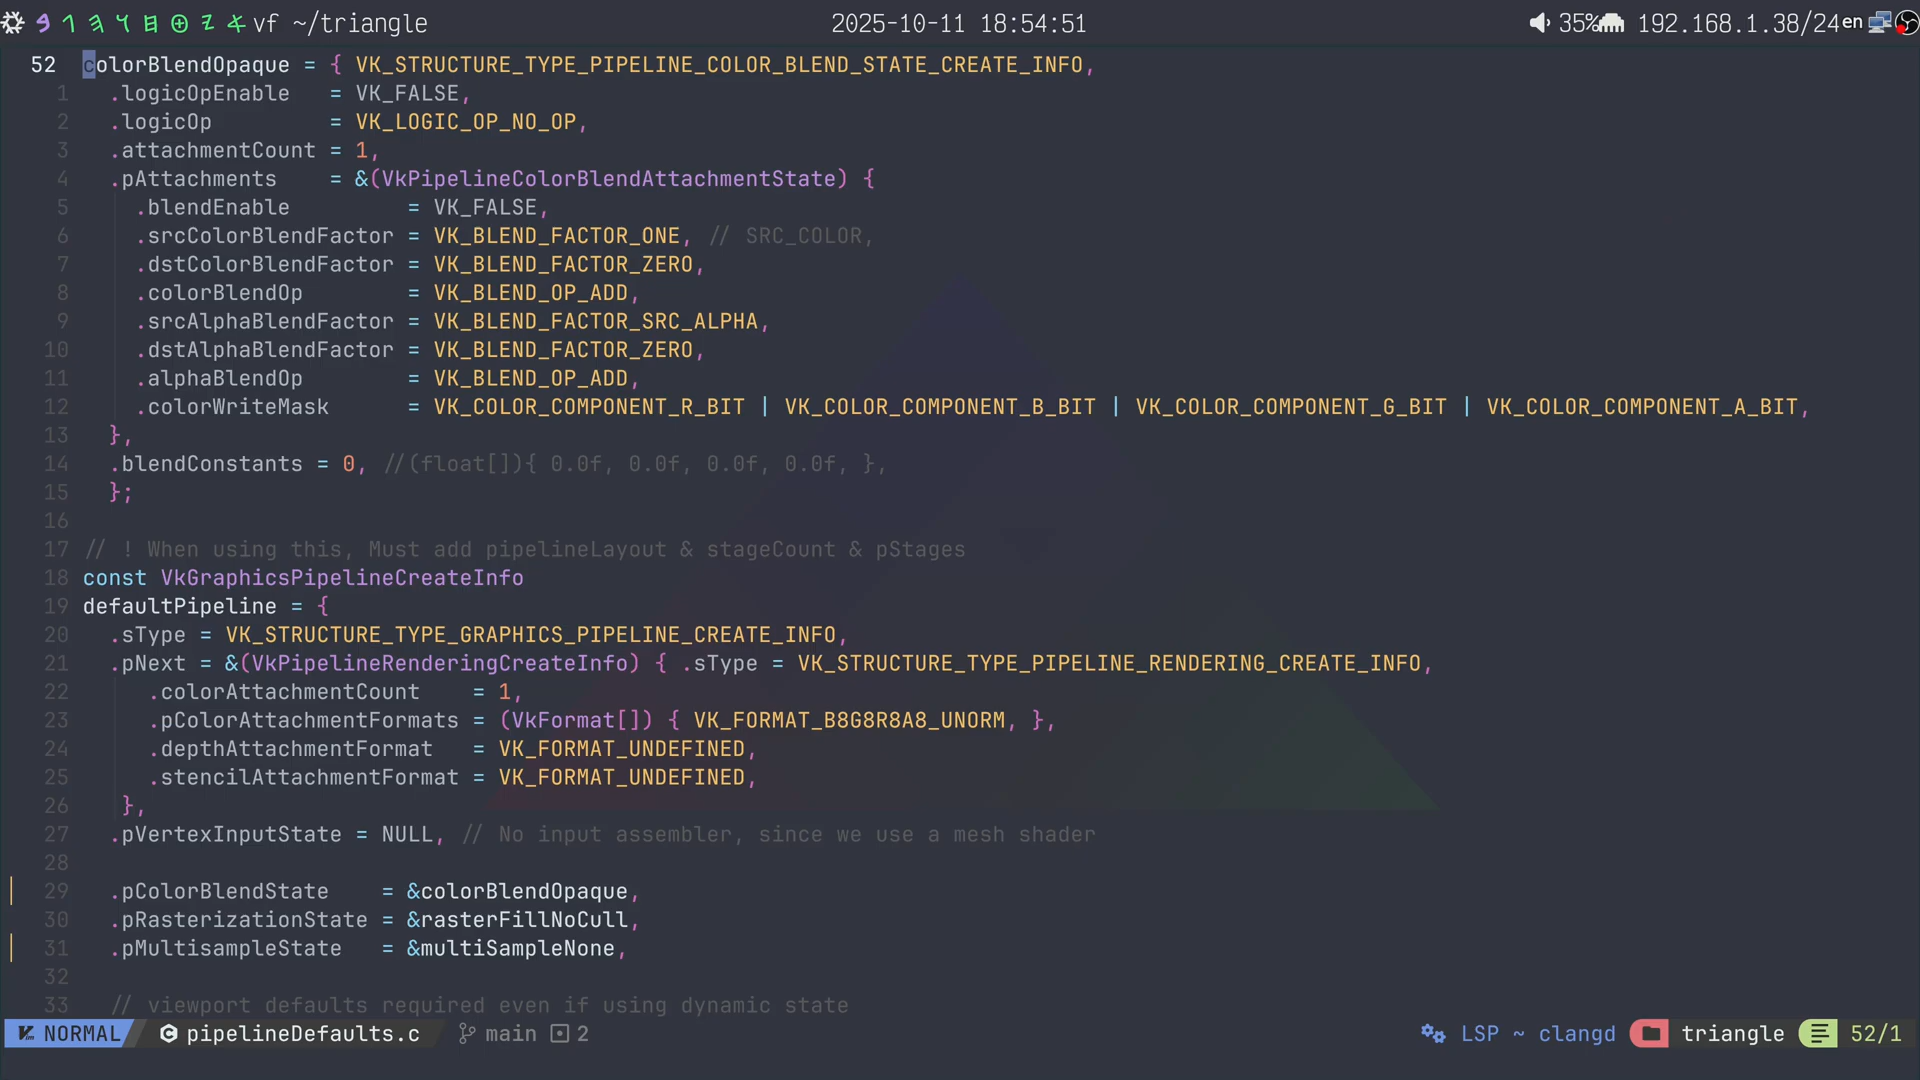 vf ~/triangle 2025-10-11 18:54:51 35% 192.168.1.38/24 en
52 colorBlendOpaque = { VK_STRUCTURE_TYPE_PIPELINE_COLOR_BLEND_STATE_CREATE_INFO,
1 .logicOpEnable = VK_FALSE,
2 .logicOp = VK_LOGIC_OP_NO_OP,
3 .attachmentCount = 1,
4 .pAttachments = &(VkPipelineColorBlendAttachmentState) {
5 .blendEnable = VK_FALSE,
6 .srcColorBlendFactor = VK_BLEND_FACTOR_ONE, // SRC_COLOR,
7 .dstColorBlendFactor = VK_BLEND_FACTOR_ZERO,
8 .colorBlendOp = VK_BLEND_OP_ADD,
9 .srcAlphaBlendFactor = VK_BLEND_FACTOR_SRC_ALPHA,
10 .dstAlphaBlendFactor = VK_BLEND_FACTOR_ZERO,
11 .alphaBlendOp = VK_BLEND_OP_ADD,
12 .colorWriteMask = VK_COLOR_COMPONENT_R_BIT | VK_COLOR_COMPONENT_B_BIT | VK_COLOR_COMPONENT_G_BIT | VK_COLOR_COMPONENT_A_BIT,
13 },
14 .blendConstants = 0, //(float[]){ 0.0f, 0.0f, 0.0f, 0.0f, },
15 };
16
17 // ! When using this, Must add pipelineLayout & stageCount & pStages
18 const VkGraphicsPipelineCreateInfo
19 defaultPipeline = {
20 .sType = VK_STRUCTURE_TYPE_GRAPHICS_PIPELINE_CREATE_INFO,
21 .pNext = &(VkPipelineRenderingCreateInfo) { .sType = VK_STRUCTURE_TYPE_PIPELINE_RENDERING_CREATE_INFO,
22 .colorAttachmentCount = 1,
23 .pColorAttachmentFormats = (VkFormat[]) { VK_FORMAT_B8G8R8A8_UNORM, },
24 .depthAttachmentFormat = VK_FORMAT_UNDEFINED,
25 .stencilAttachmentFormat = VK_FORMAT_UNDEFINED,
26 },
27 .pVertexInputState = NULL, // No input assembler, since we use a mesh shader
28
29 .pColorBlendState = &colorBlendOpaque,
30 .pRasterizationState = &rasterFillNoCull,
31 .pMultisampleState = &multiSampleNone,
32
33 // viewport defaults required even if using dynamic state
NORMAL pipelineDefaults.c main 2 LSP ~ clangd triangle 52/1